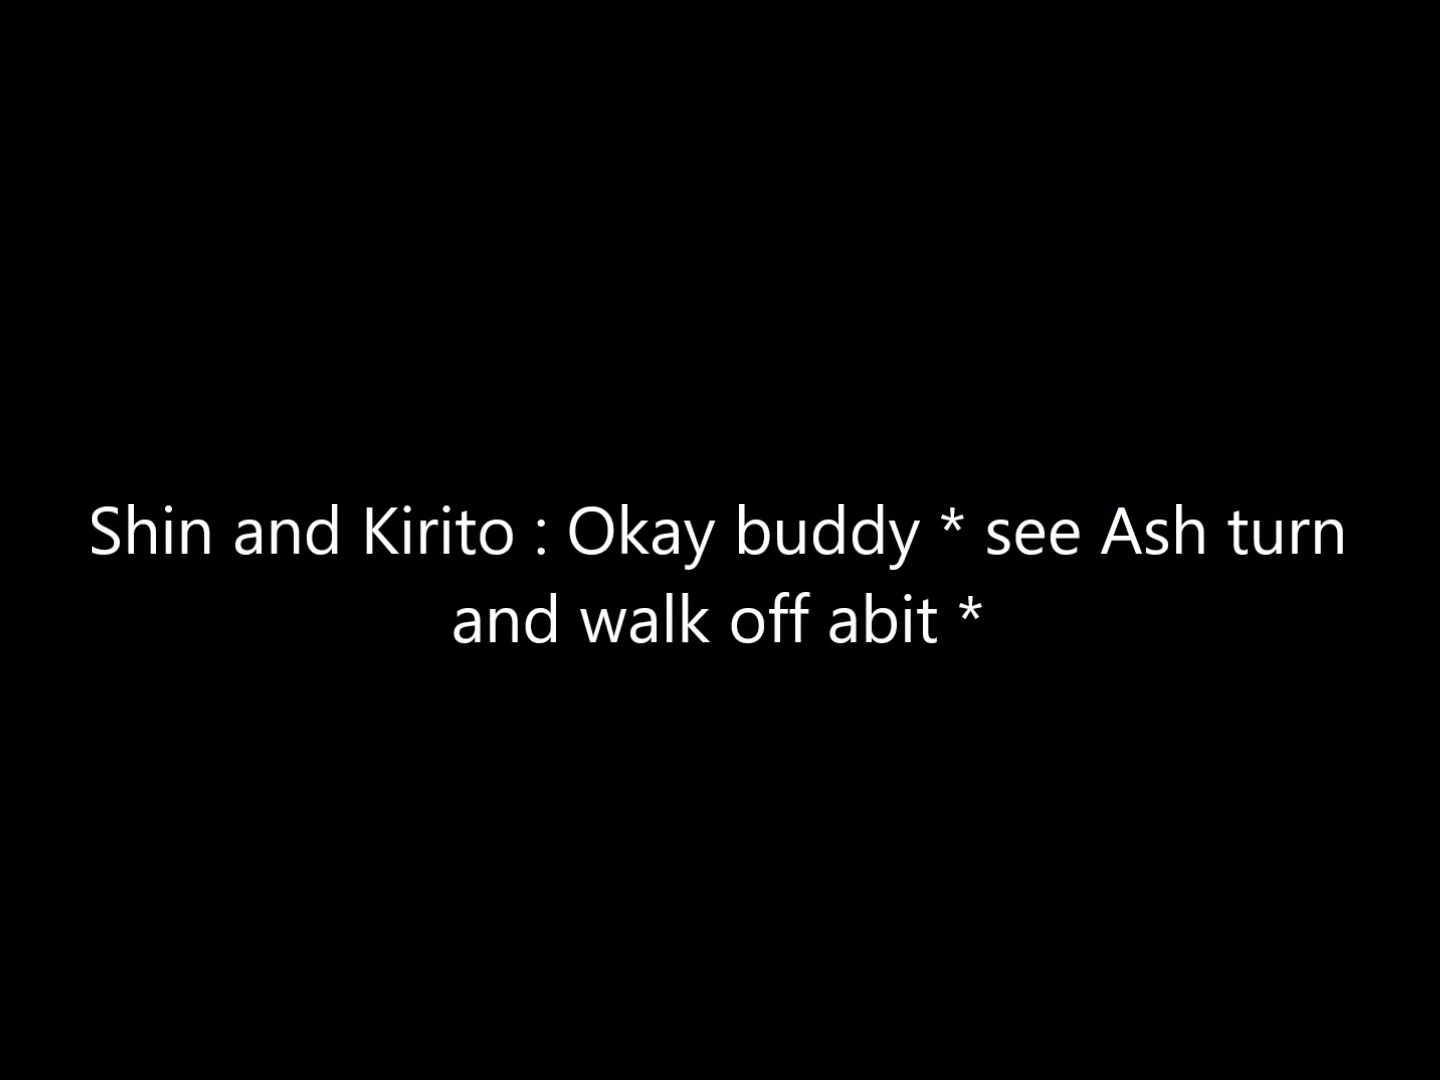 Shin and Kirito : Okay buddy * see Ash turn
and walk off abit *